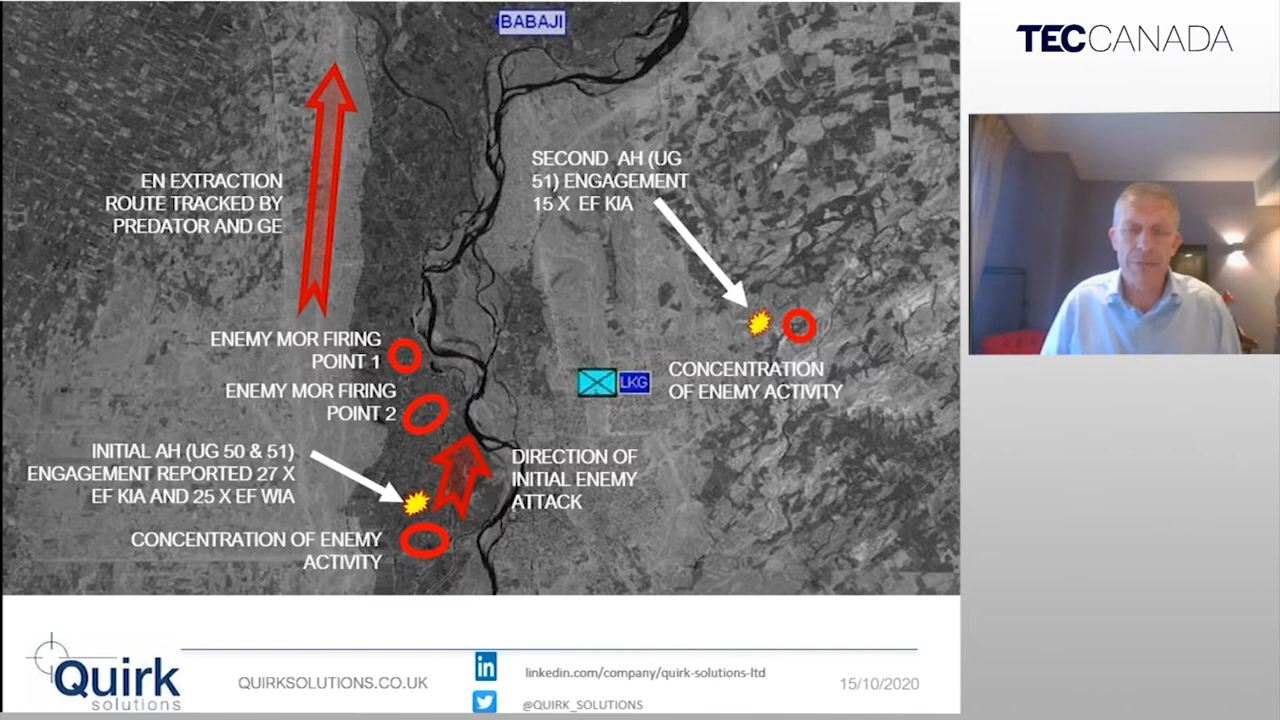 BABAJI
TECCANADA
EN EXTRACTION
ROUTE TRACKED BY
PREDATOR AND GE
SECOND AH (UG
51) ENGAGEMENT
15 X EF KIA
ENEMY MOR FIRING
POINT 1
ENEMY MOR FIRING
POINT 2
LKG
CONCENTRATION
OF ENEMY ACTIVITY
INITIAL AH (UG 50 & 51)
ENGAGEMENT REPORTED 27 X
EF KIA AND 25 X EF WIA
DIRECTION OF
INITIAL ENEMY
ATTACK
CONCENTRATION OF ENEMY
ACTIVITY
Quirk
solutions
QUIRKSOLUTIONS.CO.UK
in
linkedin.com/company/quirk-solutions-ltd
@QUIRK_SOLUTIONS
15/10/2020